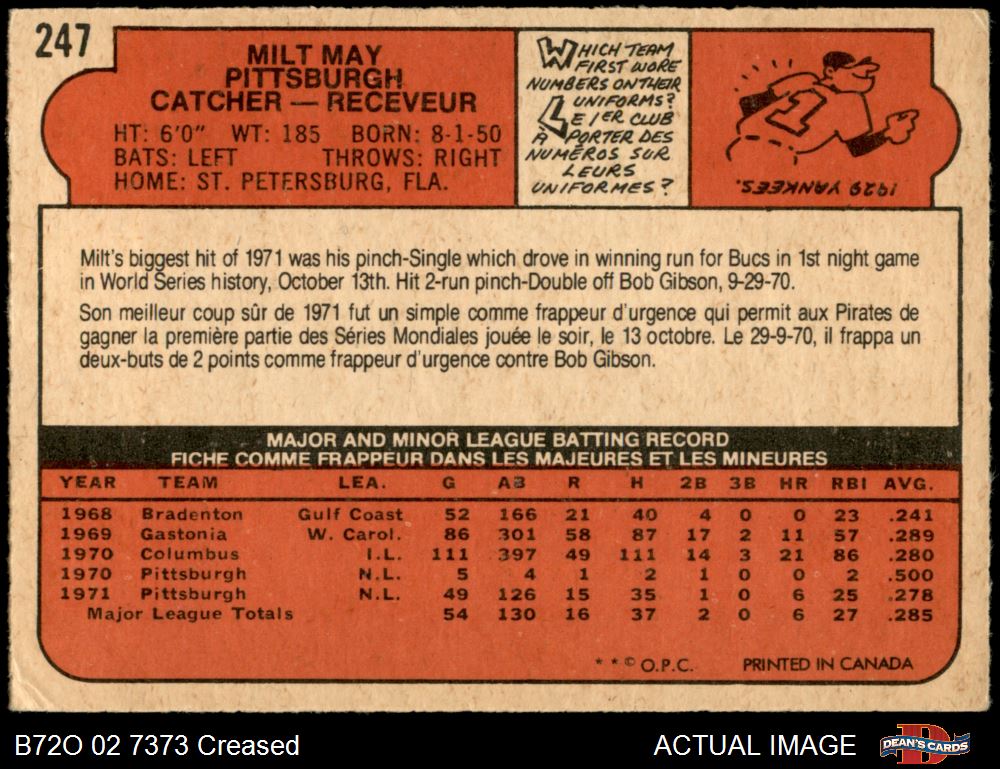 247
MILT MAY
PITTSBURGH
CATCHER — RECEVEUR
HT: 6'0" WT: 185 BORN: 8-1-50
BATS: LEFT THROWS: RIGHT
HOME: ST. PETERSBURG, FLA.
WHICH TEAM
FIRST WORE
NUMBERS ON THEIR
UNIFORMS?
LE 1ER CLUB
À PORTER DES
NUMÉROS SUR
LEURS
UNIFORMES?
1
1929 YANKEES.
Milt's biggest hit of 1971 was his pinch-Single which drove in winning run for Bucs in 1st night game
in World Series history, October 13th. Hit 2-run pinch-Double off Bob Gibson, 9-29-70.
Son meilleur coup sûr de 1971 fut un simple comme frappeur d'urgence qui permit aux Pirates de
gagner la première partie des Séries Mondiales jouée le soir, le 13 octobre. Le 29-9-70, il frappa un
deux-buts de 2 points comme frappeur d'urgence contre Bob Gibson.
MAJOR AND MINOR LEAGUE BATTING RECORD
FICHE COMME FRAPPEUR DANS LES MAJEURES ET LES MINEURES
YEAR TEAM LEA. G AB R H 2B 3B HR RBI AVG.
1968 Bradenton Gulf Coast 52 166 21 40 4 0 0 23 .241
1969 Gastonia W. Carol. 86 301 58 87 17 2 11 57 .289
1970 Columbus I.L. 111 397 49 111 14 3 21 86 .280
1970 Pittsburgh N.L. 5 4 1 2 1 0 0 2 .500
1971 Pittsburgh N.L. 49 126 15 35 1 0 6 25 .278
Major League Totals 54 130 16 37 2 0 6 27 .285
* * © O.P.C. PRINTED IN CANADA
B72O 02 7373 Creased ACTUAL IMAGE DEAN'S CARDS